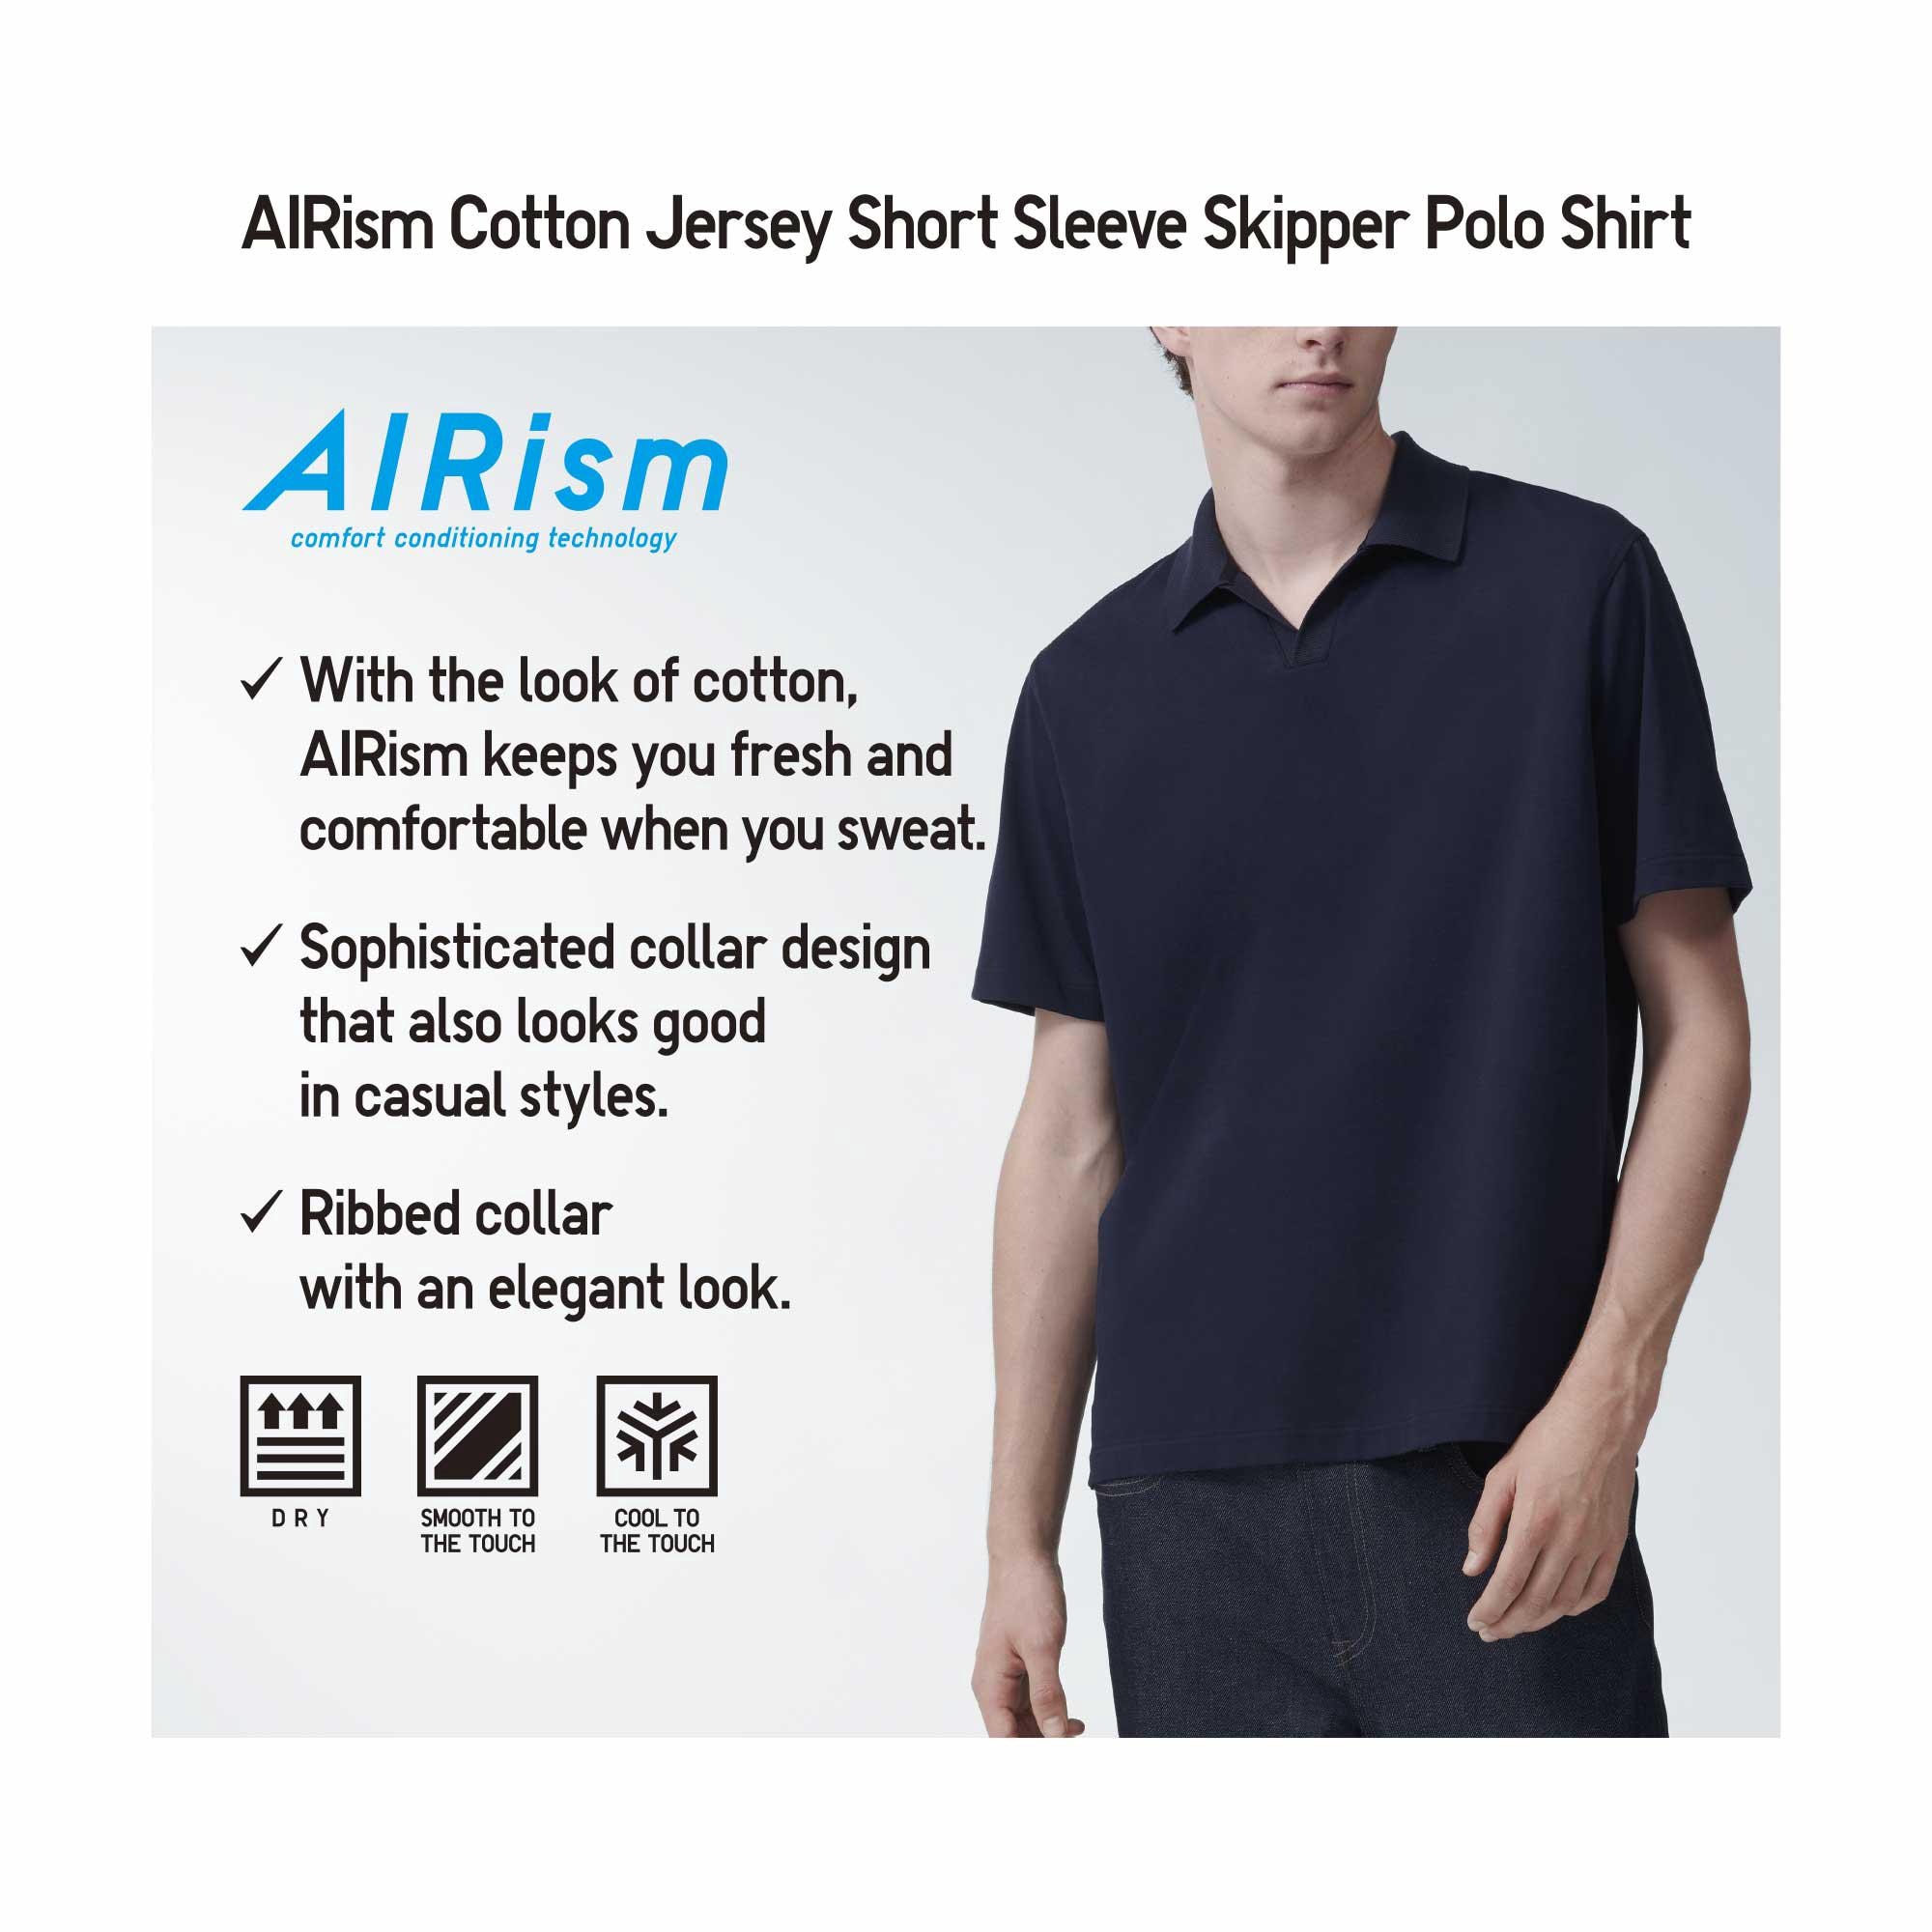 AIRism Cotton Jersey Short Sleeve Skipper Polo Shirt
AIRism
comfort conditioning technology
✓ With the look of cotton,
AIRism keeps you fresh and
comfortable when you sweat.
✓ Sophisticated collar design
that also looks good
in casual styles.
✓ Ribbed collar
with an elegant look.
DRY
SMOOTH TO
THE TOUCH
COOL TO
THE TOUCH